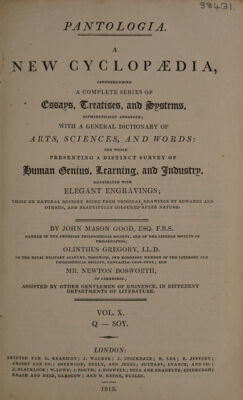 88431.
PANTOLOGIA.
A
NEW CYCLOPÆDIA,
COMPREHENDING
A COMPLETE SERIES OF
Essays, Treatises, and Systems,
ALPHABETICALLY ARRANGED;
WITH A GENERAL DICTIONARY OF
ARTS, SCIENCES, AND WORDS:
THE WHOLE
PRESENTING A DISTINCT SURVEY OF
Human Genius, Learning, and Industry.
ILLUSTRATED WITH
ELEGANT ENGRAVINGS;
THOSE ON NATURAL HISTORY BEING FROM ORIGINAL DRAWINGS BY EDWARDS AND
OTHERS, AND BEAUTIFULLY COLOURED AFTER NATURE.
BY JOHN MASON GOOD, ESQ. F.R.S.
MEMBER OF THE AMERICAN PHILOSOPHICAL SOCIETY, AND OF THE LINNEAN SOCIETY OF
PHILADELPHIA;
OLINTHUS GREGORY, LL.D.
OF THE ROYAL MILITARY ACADEMY, WOOLWICH, AND HONORARY MEMBER OF THE LITERARY AND
PHILOSOPHICAL SOCIETY, NEWCASTLE-UPON-TYNE; AND
MR. NEWTON BOSWORTH,
OF CAMBRIDGE;
ASSISTED BY OTHER GENTLEMEN OF EMINENCE, IN DIFFERENT
DEPARTMENTS OF LITERATURE.
VOL. X.
Q — SOY.
LONDON:
PRINTED FOR G. KEARSLEY; J. WALKER; J. STOCKDALE; R. LEA; E. JEFFERY;
CROSBY AND CO.; SHERWOOD, NEELY, AND JONES; SUTTABY, EVANCE, AND CO.;
J. BLACKLOCK; W. LOWE; J. BOOTH; J. RODWELL; BELL AND BRADFUTE, EDINBURGH;
BRASH AND REID, GLASGOW; AND M. KEENE, DUBLIN.
1813.